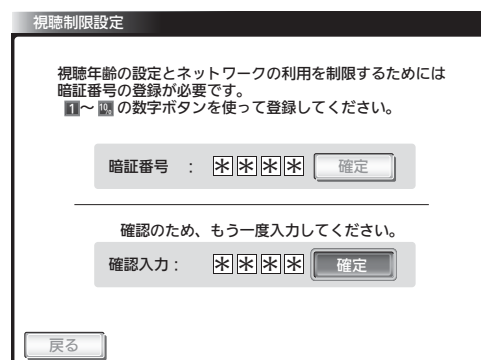 視聴制限設定
視聴年齢の設定とネットワークの利用を制限するためには
暗証番号の登録が必要です。
1～10 の数字ボタンを使って登録してください。
暗証番号 : ＊＊＊＊ 確定
確認のため、もう一度入力してください。
確認入力 : ＊＊＊＊ 確定
戻る